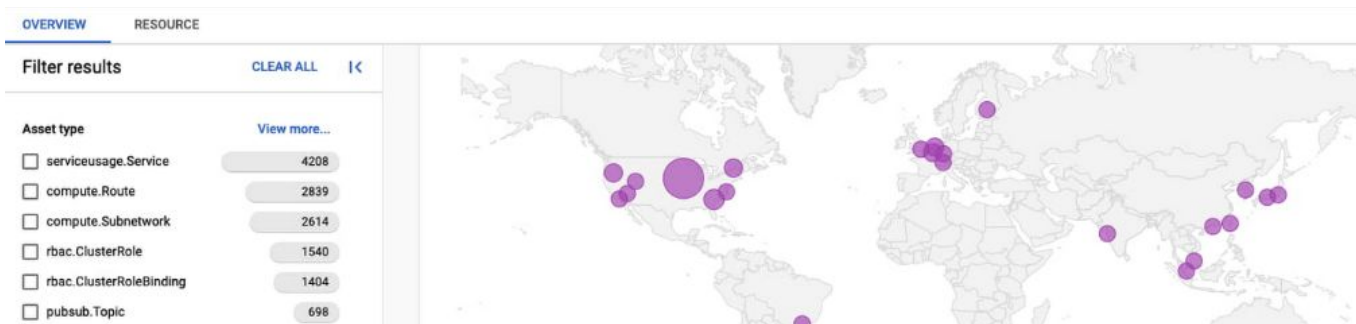 OVERVIEW RESOURCE
Filter results CLEAR ALL
Asset type View more...
serviceusage.Service 4208
compute.Route 2839
compute.Subnetwork 2614
rbac.ClusterRole 1540
rbac.ClusterRoleBinding 1404
pubsub.Topic 698